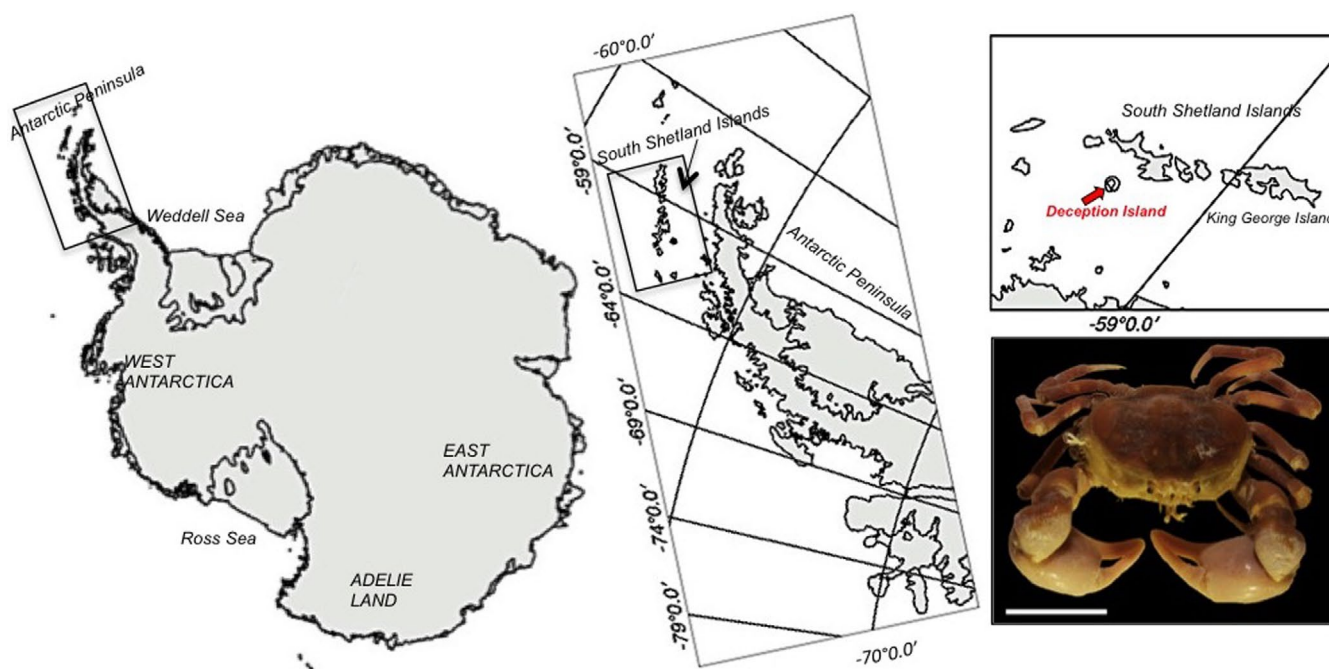 Antarctic Peninsula
Weddell Sea
WEST
ANTARCTICA
EAST
ANTARCTICA
Ross Sea
ADELIE
LAND
-60°0.0'
-59°0.0'
South Shetland Islands
Antarctic Peninsula
-64°0.0'
-69°0.0'
-74°0.0'
-79°0.0'
-70°0.0'
South Shetland Islands
Deception Island
King George Island
-59°0.0'